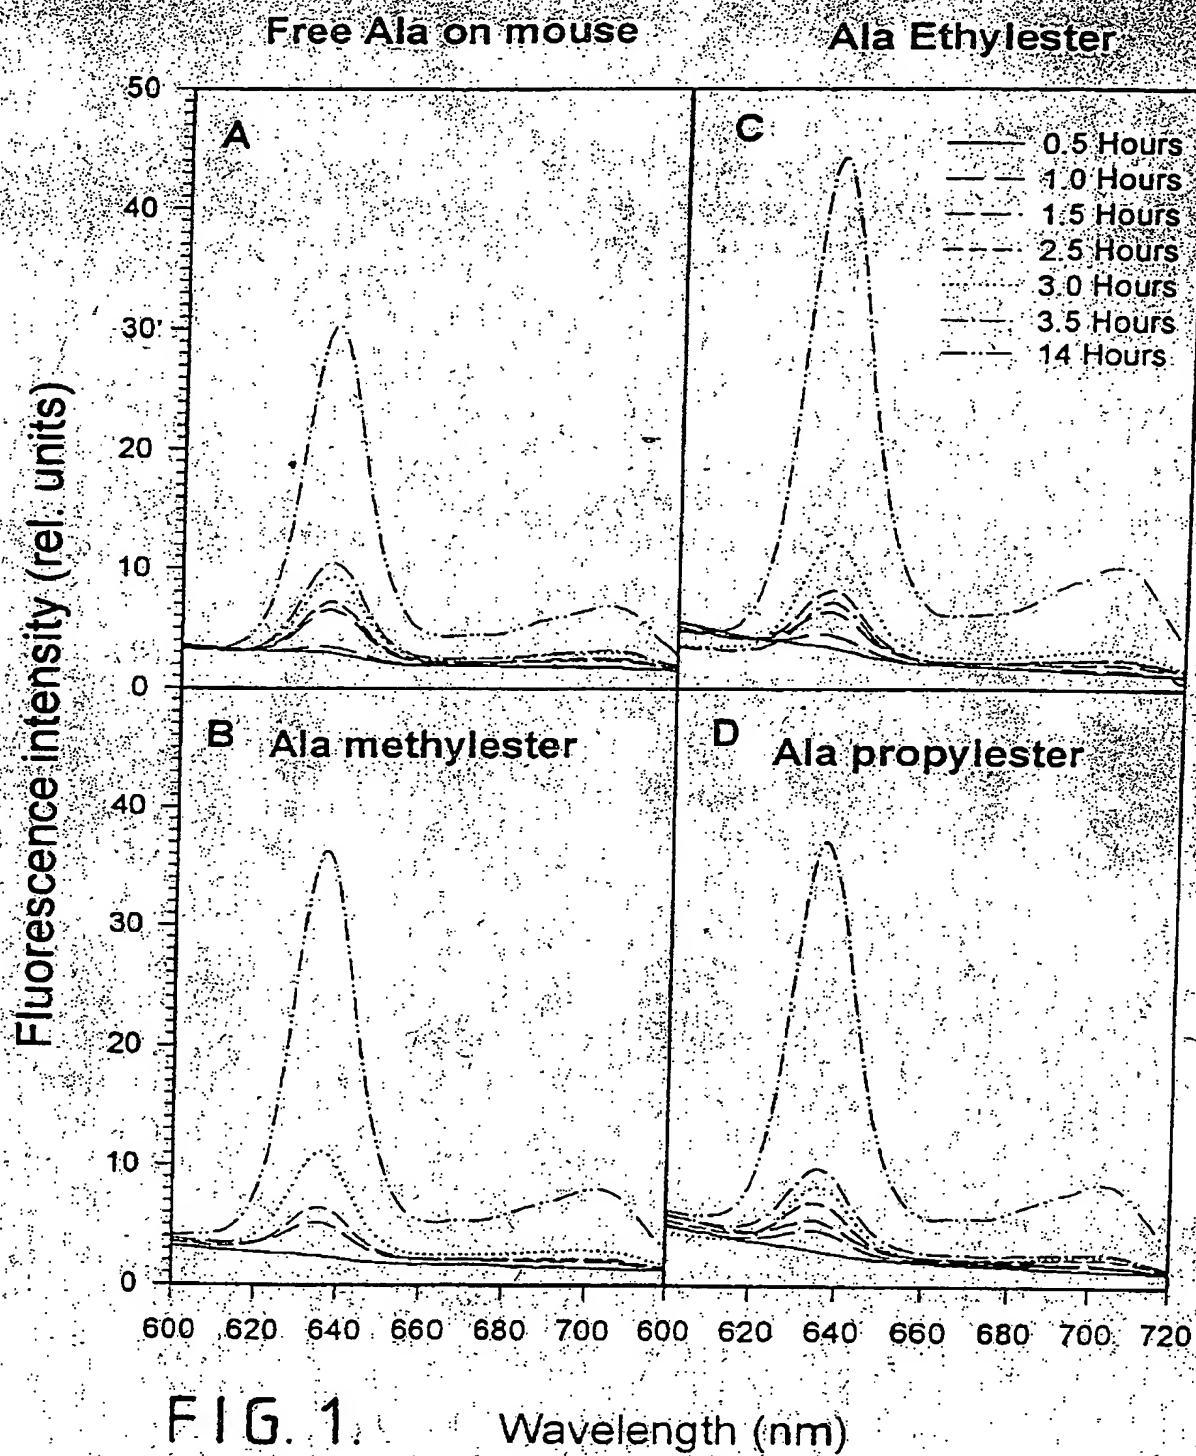 Free Ala on mouse
Ala Ethylester
50
40
30
20
10
0
A
C
0.5 Hours
1.0 Hours
1.5 Hours
2.5 Hours
3.0 Hours
3.5 Hours
14 Hours
Fluorescence intensity (rel. units)
B Ala methylester
D Ala propylester
40
30
20
10
0
600 620 640 660 680 700 600 620 640 660 680 700 720
FIG. 1.
Wavelength (nm)